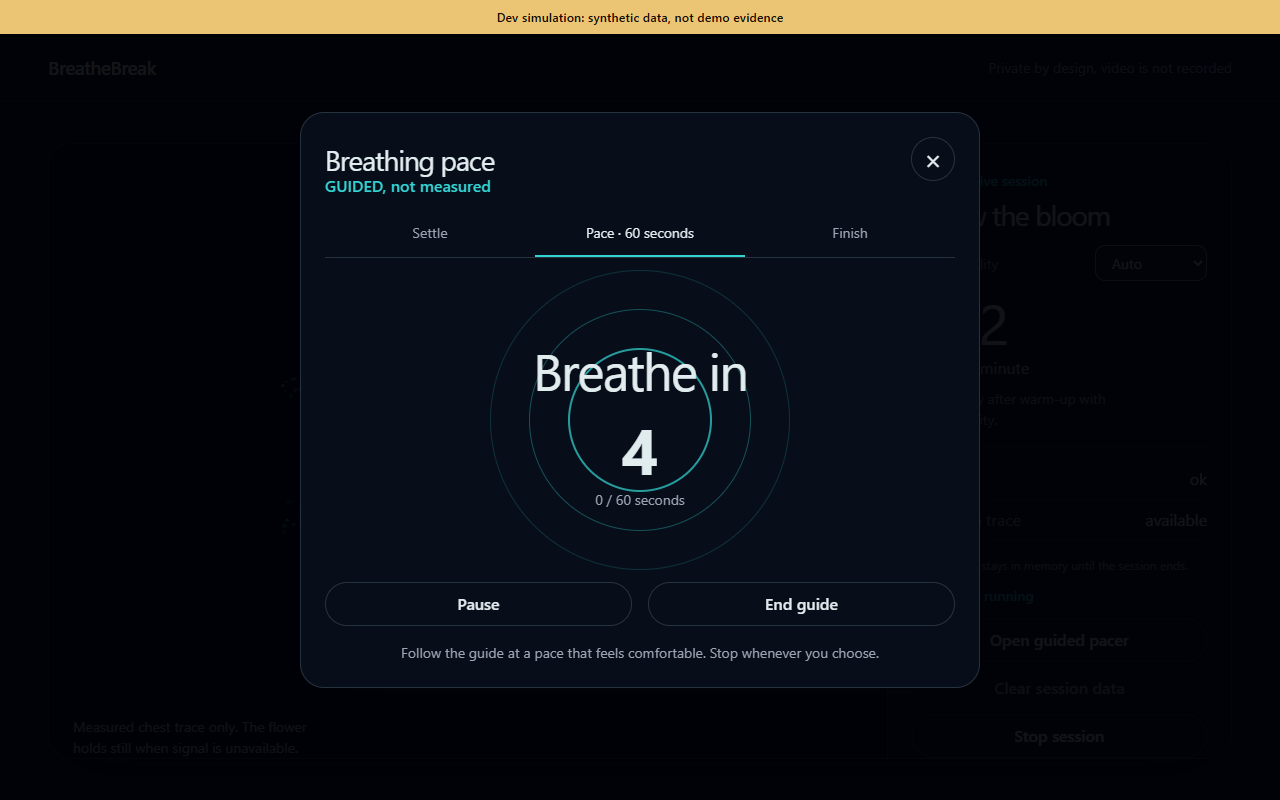 Dev simulation: synthetic data, not demo evidence
BreatheBreak
Private by design, video is not recorded
Breathing pace
GUIDED, not measured
Settle
Pace · 60 seconds
Finish
Breathe in
4
0 / 60 seconds
Pause
End guide
Follow the guide at a pace that feels comfortable. Stop whenever you choose.
session
the bloom
Auto
2
minute
after warm-up with
ok
trace
available
stays in memory until the session ends.
running
Open guided pacer
Clear session data
Stop session
Measured chest trace only. The flower
holds still when signal is unavailable.